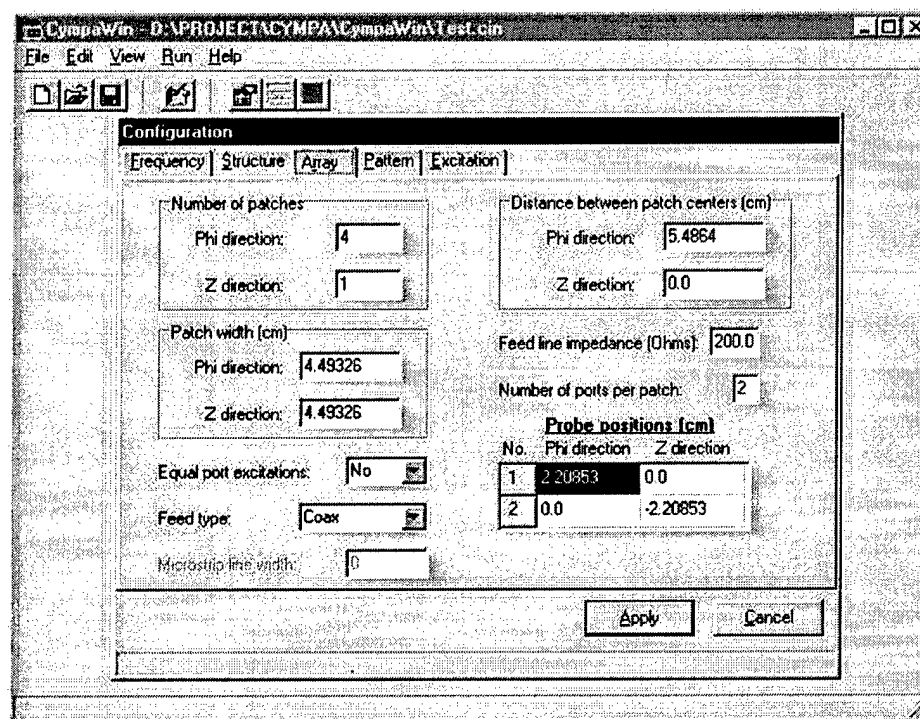 CympaWin - D:\PROJECT\CYMPA\CympaWin\Test.cin
File Edit View Run Help
Configuration
Frequency Structure Array Pattern Excitation
Number of patches
Phi direction: 4
Z direction: 1
Distance between patch centers (cm)
Phi direction: 5.4864
Z direction: 0.0
Patch width (cm)
Phi direction: 4.49326
Z direction: 4.49326
Feed line impedance (Ohms): 200.0
Number of ports per patch: 2
Probe positions (cm)
No. Phi direction Z direction
1 2.20853 0.0
2 0.0 -2.20853
Equal port excitations: No
Feed type: Coax
Microstrip line width: 0
Apply Cancel